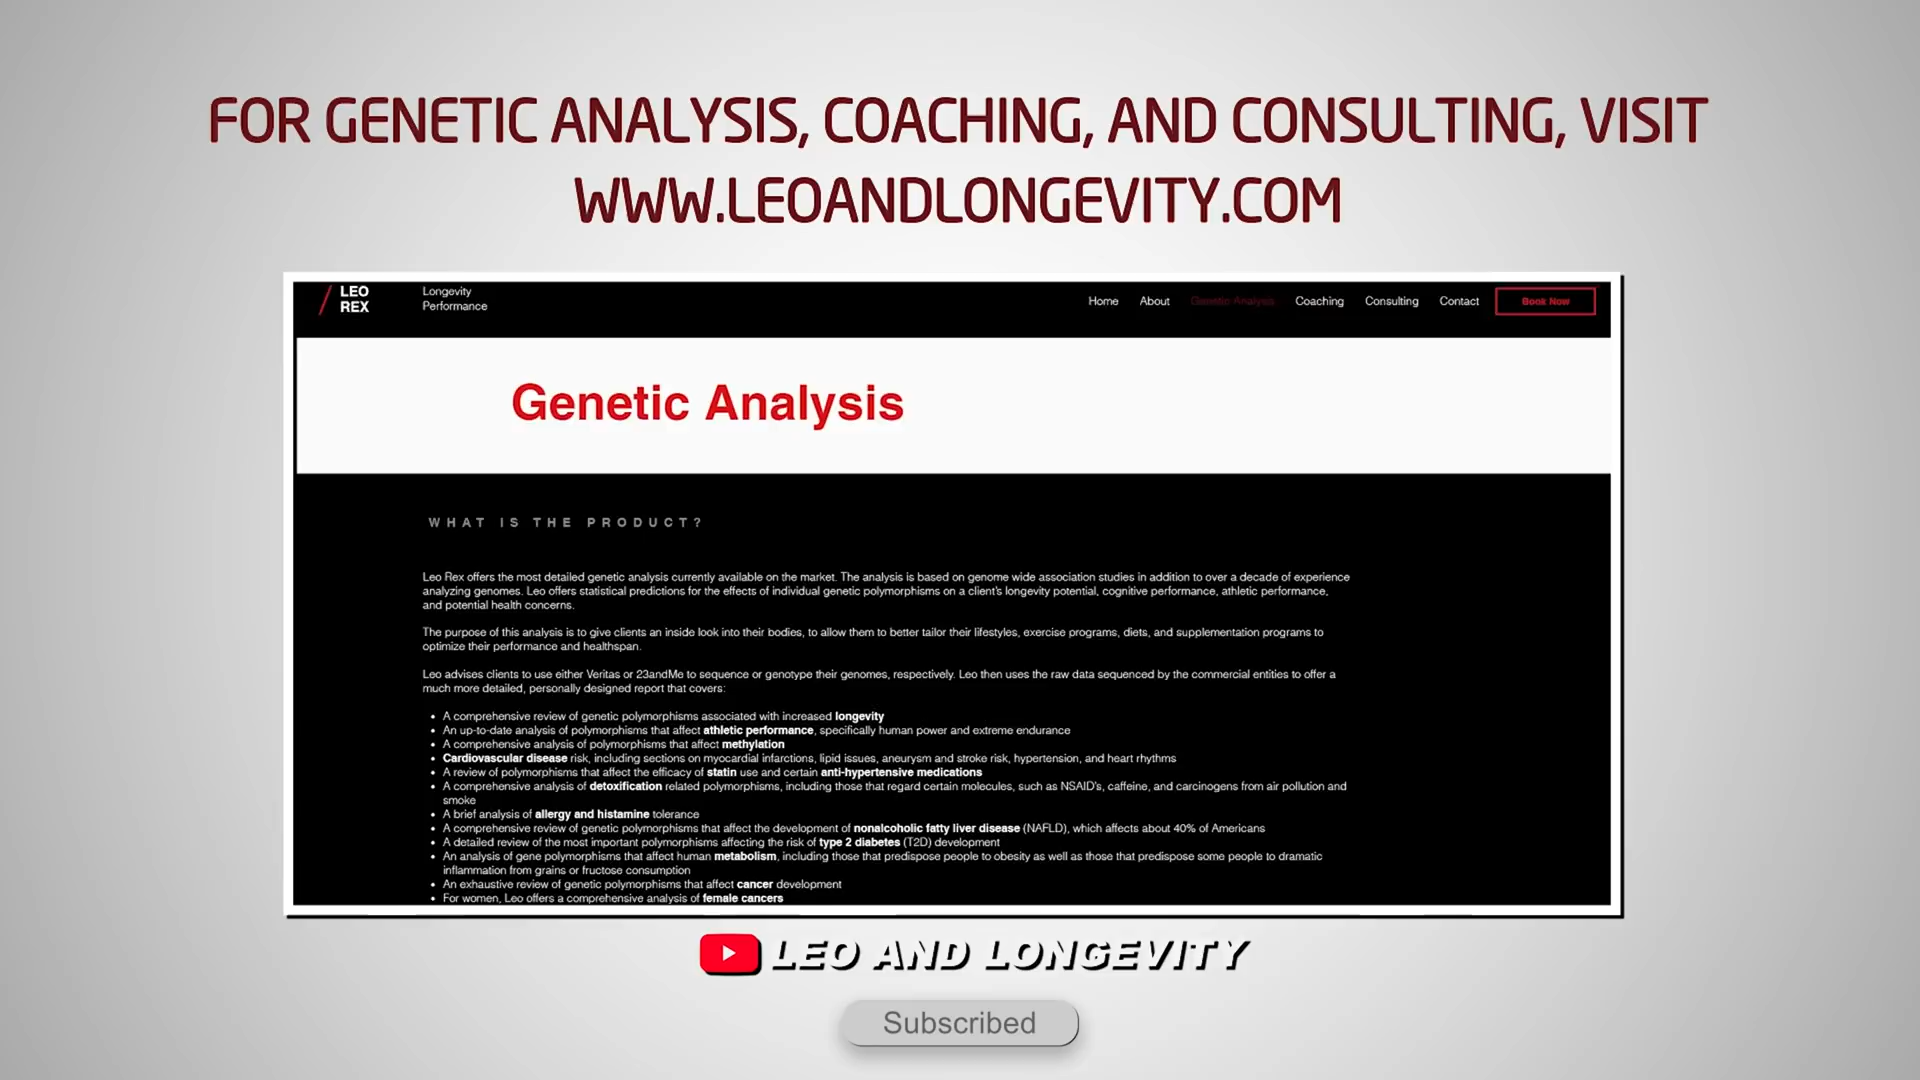 FOR GENETIC ANALYSIS, COACHING, AND CONSULTING, VISIT
WWW.LEOANDLONGEVITY.COM
LEO
REX
Longevity
Performance
Home About Genetic Analysis Coaching Consulting Contact Book Now
Genetic Analysis
WHAT IS THE PRODUCT?
Leo Rex offers the most detailed genetic analysis currently available on the market. The analysis is based on genome wide association studies in addition to over a decade of experience
analyzing genomes. Leo offers statistical predictions for the effects of individual genetic polymorphisms on a client's longevity potential, cognitive performance, athletic performance,
and potential health concerns.
The purpose of this analysis is to give clients an inside look into their bodies, to allow them to better tailor their lifestyles, exercise programs, diets, and supplementation programs to
optimize their performance and healthspan.
Leo advises clients to use either Veritas or 23andMe to sequence or genotype their genomes, respectively. Leo then uses the raw data sequenced by the commercial entities to offer a
much more detailed, personally designed report that covers:
• A comprehensive review of genetic polymorphisms associated with increased longevity
• An up-to-date analysis of polymorphisms that affect athletic performance, specifically human power and extreme endurance
• A comprehensive analysis of polymorphisms that affect methylation
• Cardiovascular disease risk, including sections on myocardial infarctions, lipid issues, aneurysm and stroke risk, hypertension, and heart rhythms
• A review of polymorphisms that affect the efficacy of statin use and certain anti-hypertensive medications
• A comprehensive analysis of detoxification related polymorphisms, including those that regard certain molecules, such as NSAID's, caffeine, and carcinogens from air pollution and
smoke
• A brief analysis of allergy and histamine tolerance
• A comprehensive review of genetic polymorphisms that affect the development of nonalcoholic fatty liver disease (NAFLD), which affects about 40% of Americans
• A detailed review of the most important polymorphisms affecting the risk of type 2 diabetes (T2D) development
• An analysis of gene polymorphisms that affect human metabolism, including those that predispose people to obesity as well as those that predispose some people to dramatic
inflammation from grains or fructose consumption
• An exhaustive review of genetic polymorphisms that affect cancer development
• For women, Leo offers a comprehensive analysis of female cancers
LEO AND LONGEVITY
Subscribed